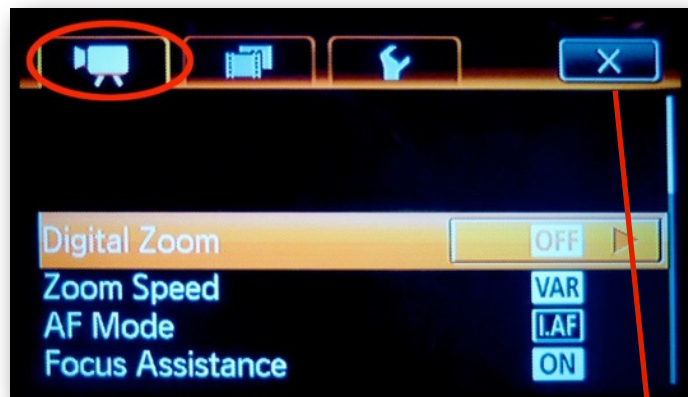 Digital Zoom OFF
Zoom Speed VAR
AF Mode I.AF
Focus Assistance ON